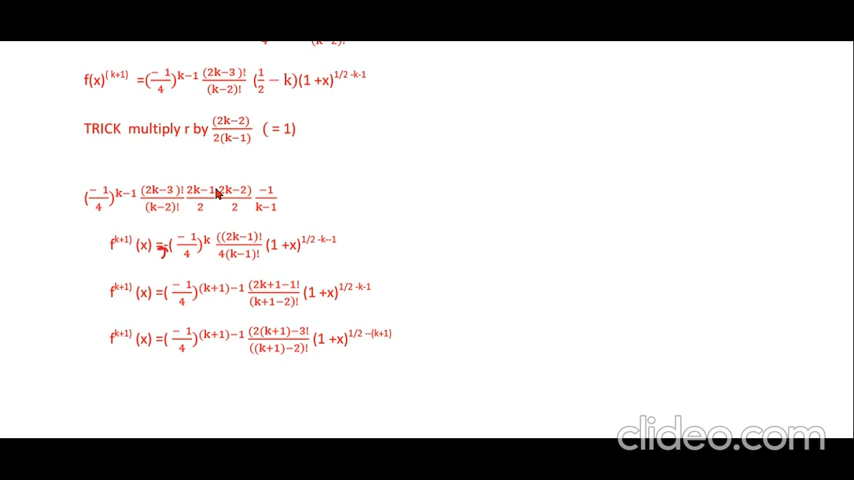 4 (k−2)!
f(x)^( k+1) =(− 1/4)^k−1 (2k−3 )!/(k−2)! (1/2 − k)(1 +x)^1/2 -k-1
TRICK multiply r by (2k−2)/2(k−1) ( = 1)
(− 1/4)^k−1 (2k−3 )!/(k−2)! 2k−1/2 2k−2)/2 −1/k−1
f^k+1) (x) =( − 1/4)^k ((2k−1)!/4(k−1)! (1 +x)^1/2 -k--1
f^k+1) (x) =( − 1/4)^(k+1)−1 (2k+1−1!/(k+1−2)! (1 +x)^1/2 -k-1
f^k+1) (x) =( − 1/4)^(k+1)−1 (2(k+1)−3!/((k+1)−2)! (1 +x)^1/2 --(k+1)
clideo.com